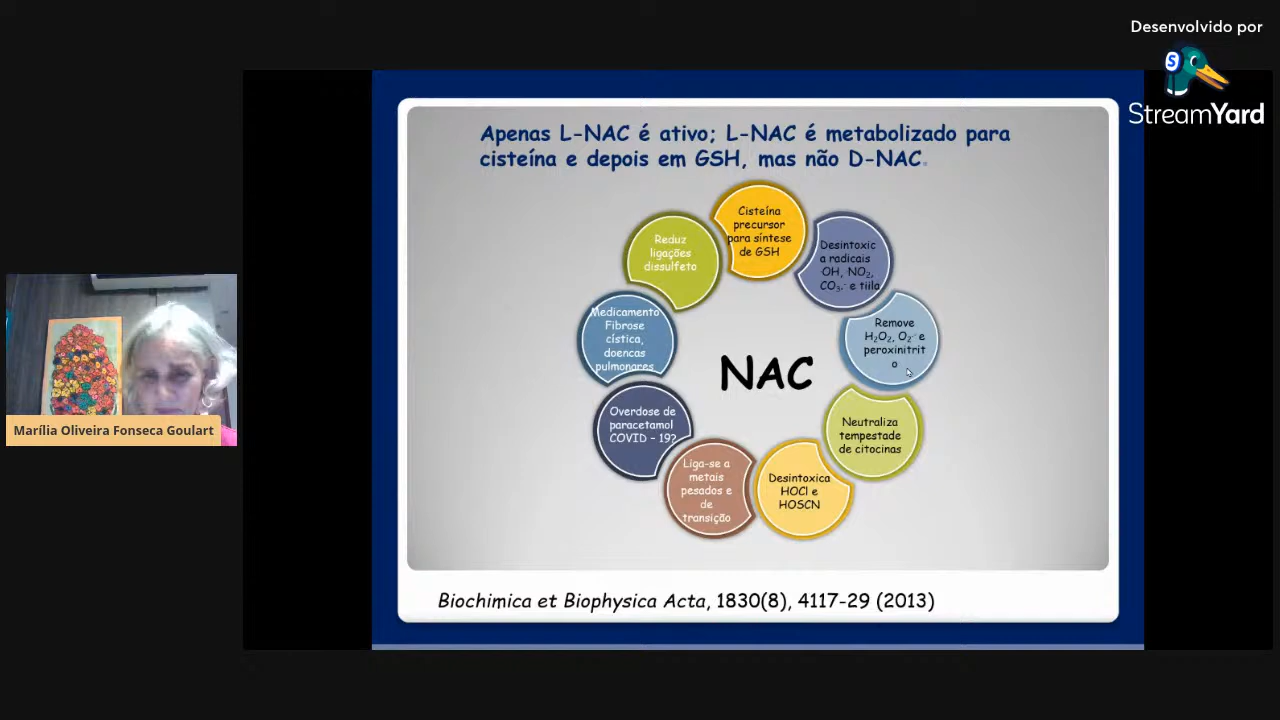 Desenvolvido por
S
StreamYard
Apenas L-NAC é ativo; L-NAC é metabolizado para
cisteína e depois em GSH, mas não D-NAC.
Cisteína
precursor
para síntese
de GSH
Desintoxic
a radicais
OH, NO₂,
CO₃.⁻ e tiila
Remove
H₂O₂, O₂.⁻ e
peroxinitrit
o
Neutraliza
tempestade
de citocinas
Desintoxica
HOCl e
HOSCN
Liga-se a
metais
pesados e
de
transição
Overdose de
paracetamol
COVID – 19?
Medicamento
Fibrose
cística,
doencas
pulmonares
Reduz
ligações
dissulfeto
NAC
Biochimica et Biophysica Acta, 1830(8), 4117-29 (2013)
Marília Oliveira Fonseca Goulart